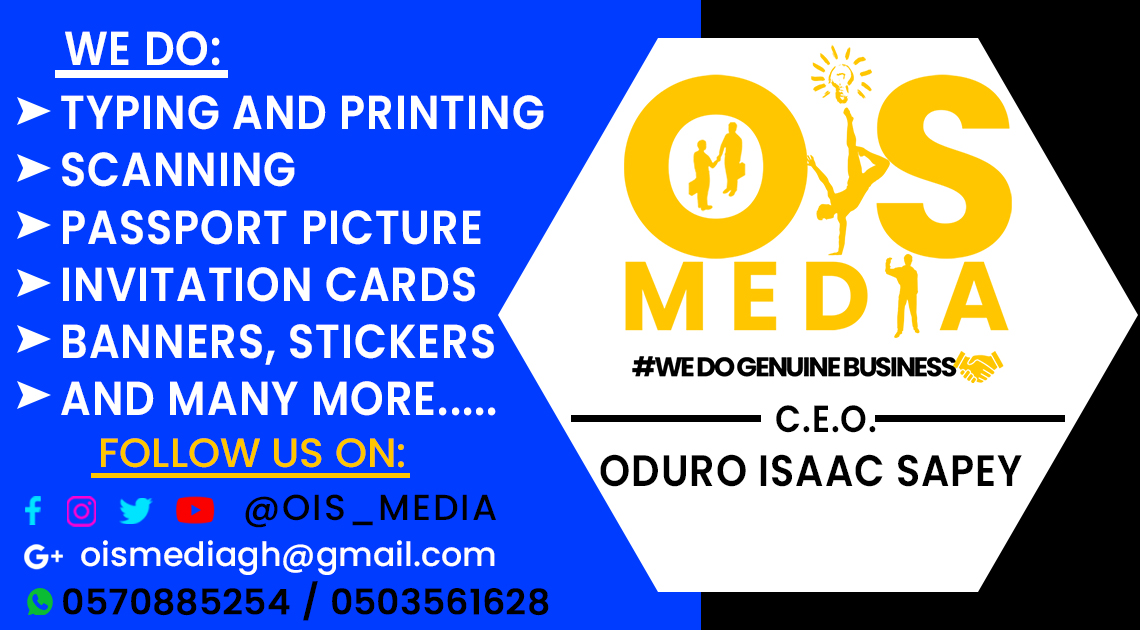 WE DO:
TYPING AND PRINTING
SCANNING
PASSPORT PICTURE
INVITATION CARDS
BANNERS, STICKERS
AND MANY MORE.....
FOLLOW US ON:
@OIS_MEDIA
G+ oismediagh@gmail.com
0570885254 / 0503561628
OIS
MEDIA
#WE DO GENUINE BUSINESS
C.E.O.
ODURO ISAAC SAPEY